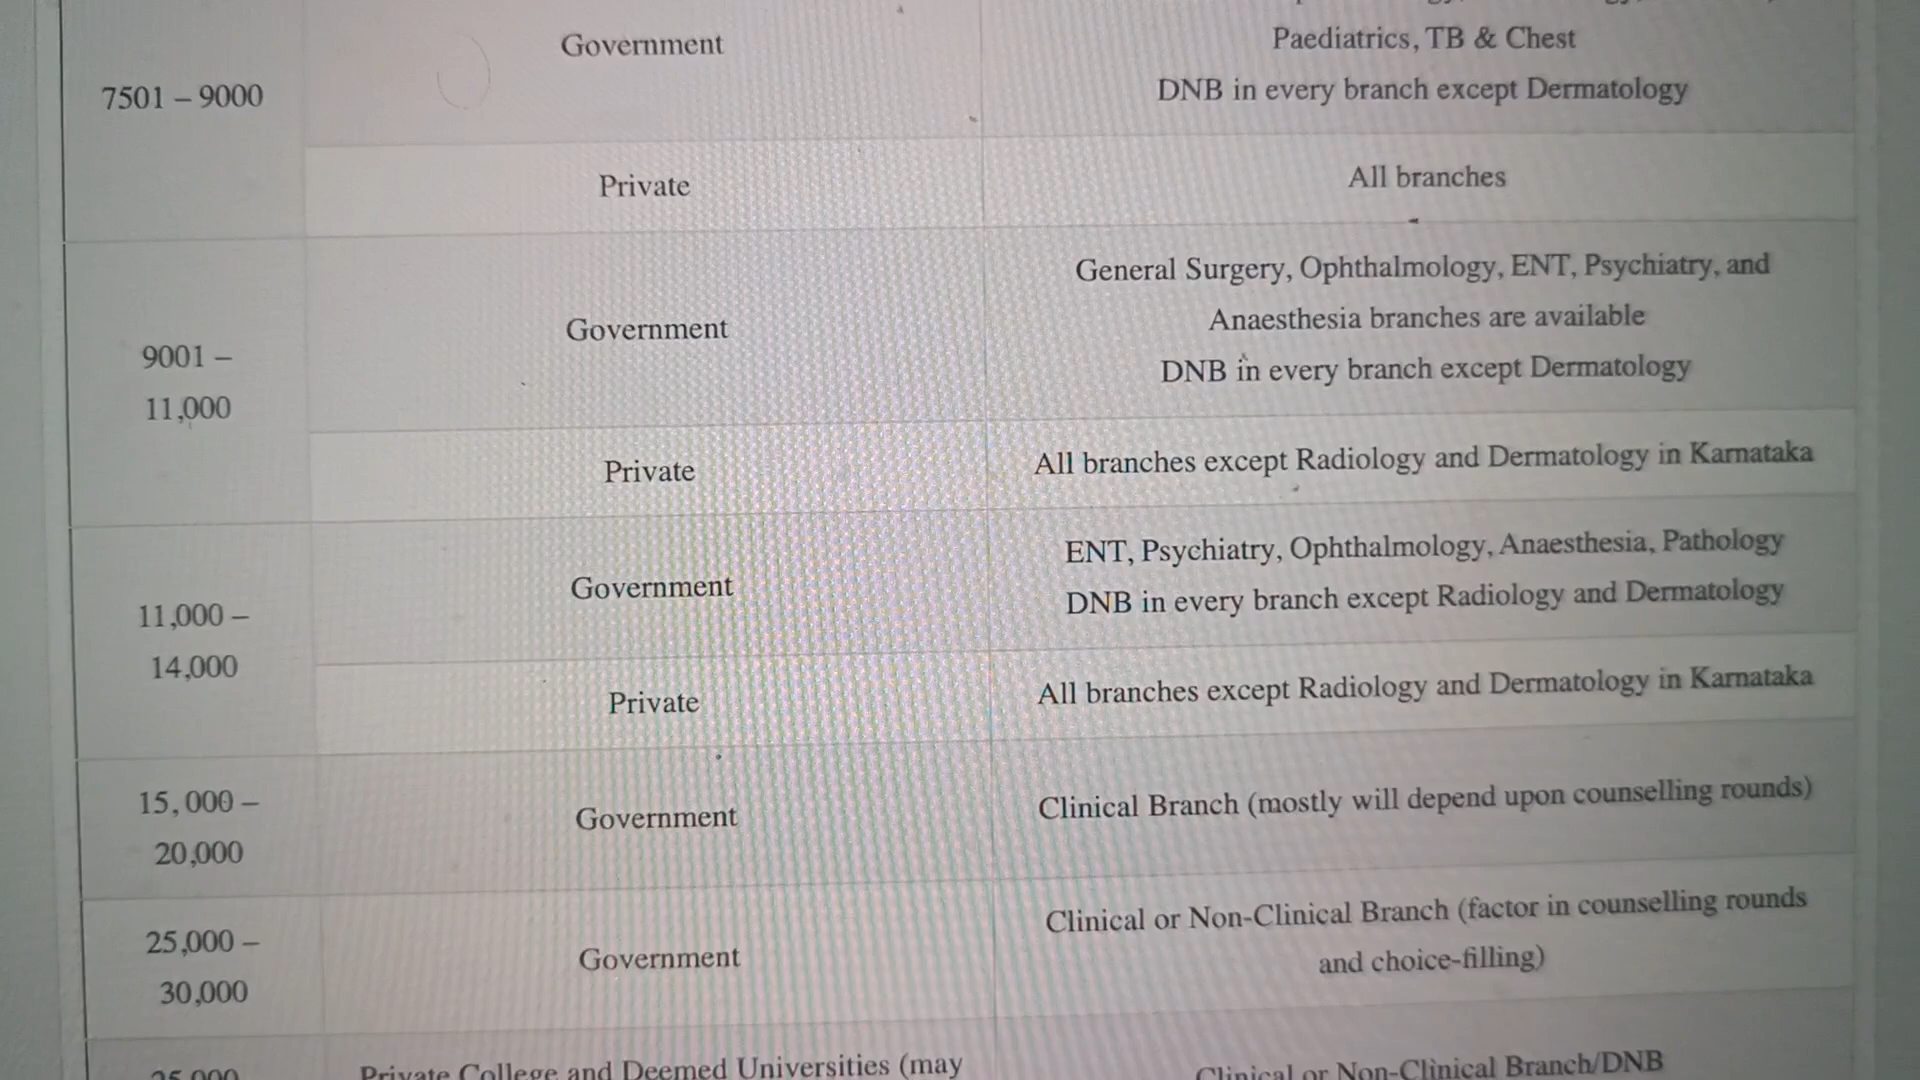 7501 – 9000
Government
Paediatrics, TB & Chest
DNB in every branch except Dermatology
Private
All branches
9001 –
11,000
Government
General Surgery, Ophthalmology, ENT, Psychiatry, and
Anaesthesia branches are available
DNB in every branch except Dermatology
Private
All branches except Radiology and Dermatology in Karnataka
11,000 –
14,000
Government
ENT, Psychiatry, Ophthalmology, Anaesthesia, Pathology
DNB in every branch except Radiology and Dermatology
Private
All branches except Radiology and Dermatology in Karnataka
15, 000 –
20,000
Government
Clinical Branch (mostly will depend upon counselling rounds)
25,000 –
30,000
Government
Clinical or Non-Clinical Branch (factor in counselling rounds
and choice-filling)
Private College and Deemed Universities (may
Clinical or Non-Clinical Branch/DNB